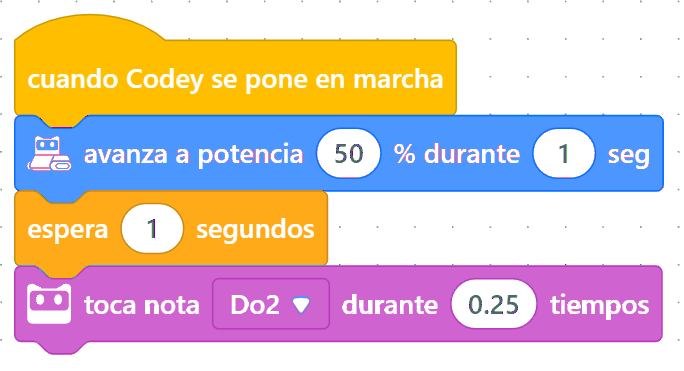 cuando Codey se pone en marcha
avanza a potencia 50 % durante 1 seg
espera 1 segundos
toca nota Do2 durante 0.25 tiempos